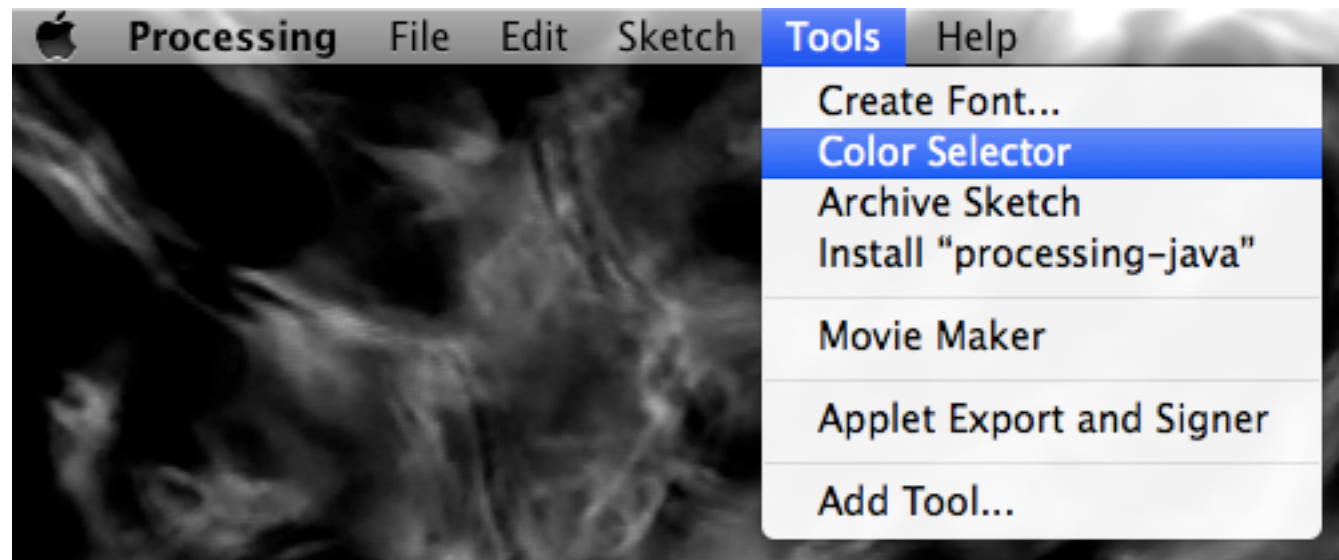 Processing File Edit Sketch Tools Help
Create Font...
Color Selector
Archive Sketch
Install “processing-java”
Movie Maker
Applet Export and Signer
Add Tool...